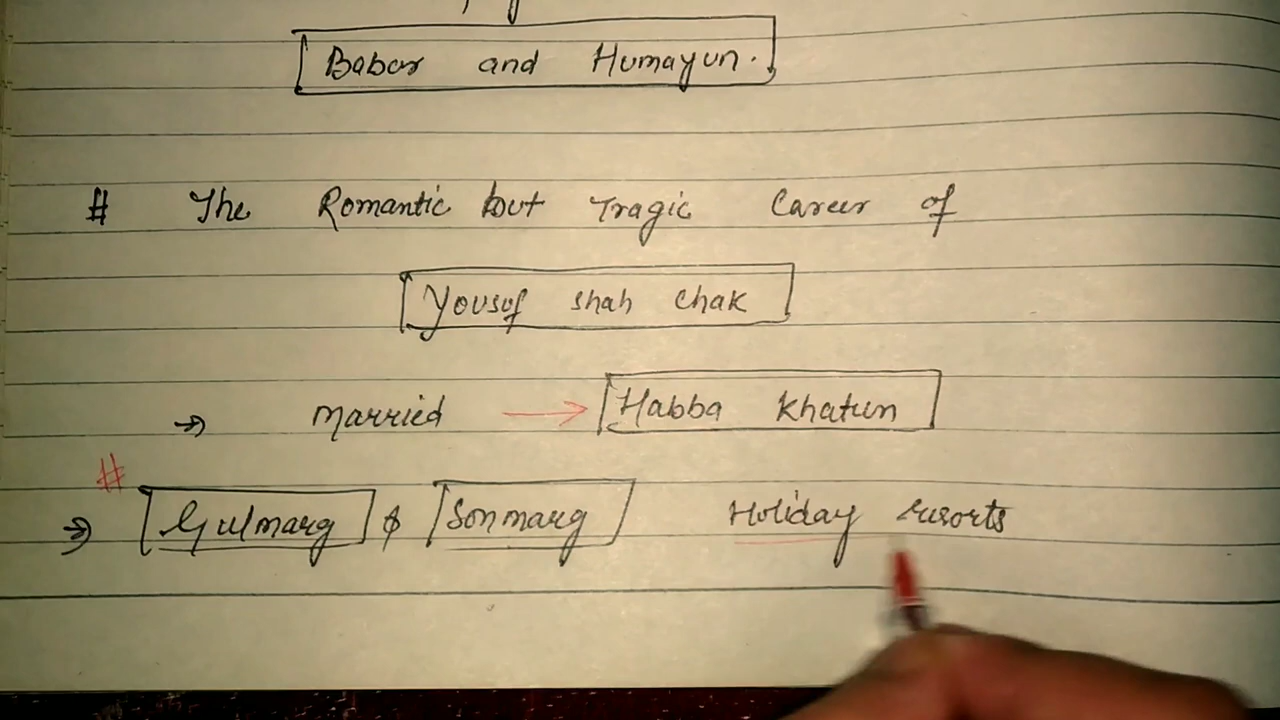 Babar and Humayun.
# The Romantic but Tragic Career of
Yousuf shah chak
→ married → Habba Khatun
#
→ Gulmarg & Sonmarg Holiday resorts